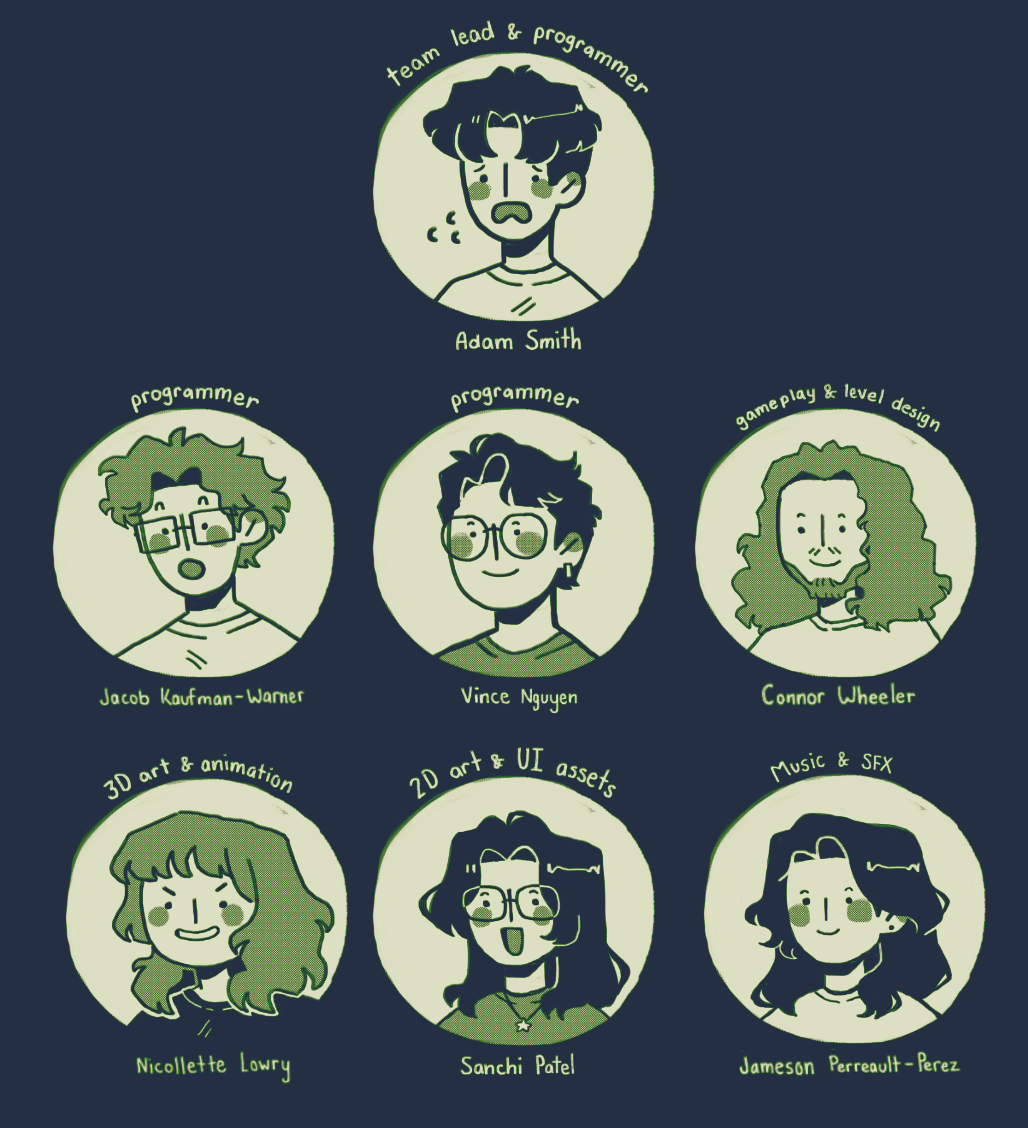 team lead & programmer
Adam Smith
programmer
Jacob Kaufman-Warner
programmer
Vince Nguyen
gameplay & level design
Connor Wheeler
3D art & animation
Nicollette Lowry
2D art & UI assets
Sanchi Patel
Music & SFX
Jameson Perreault-Perez